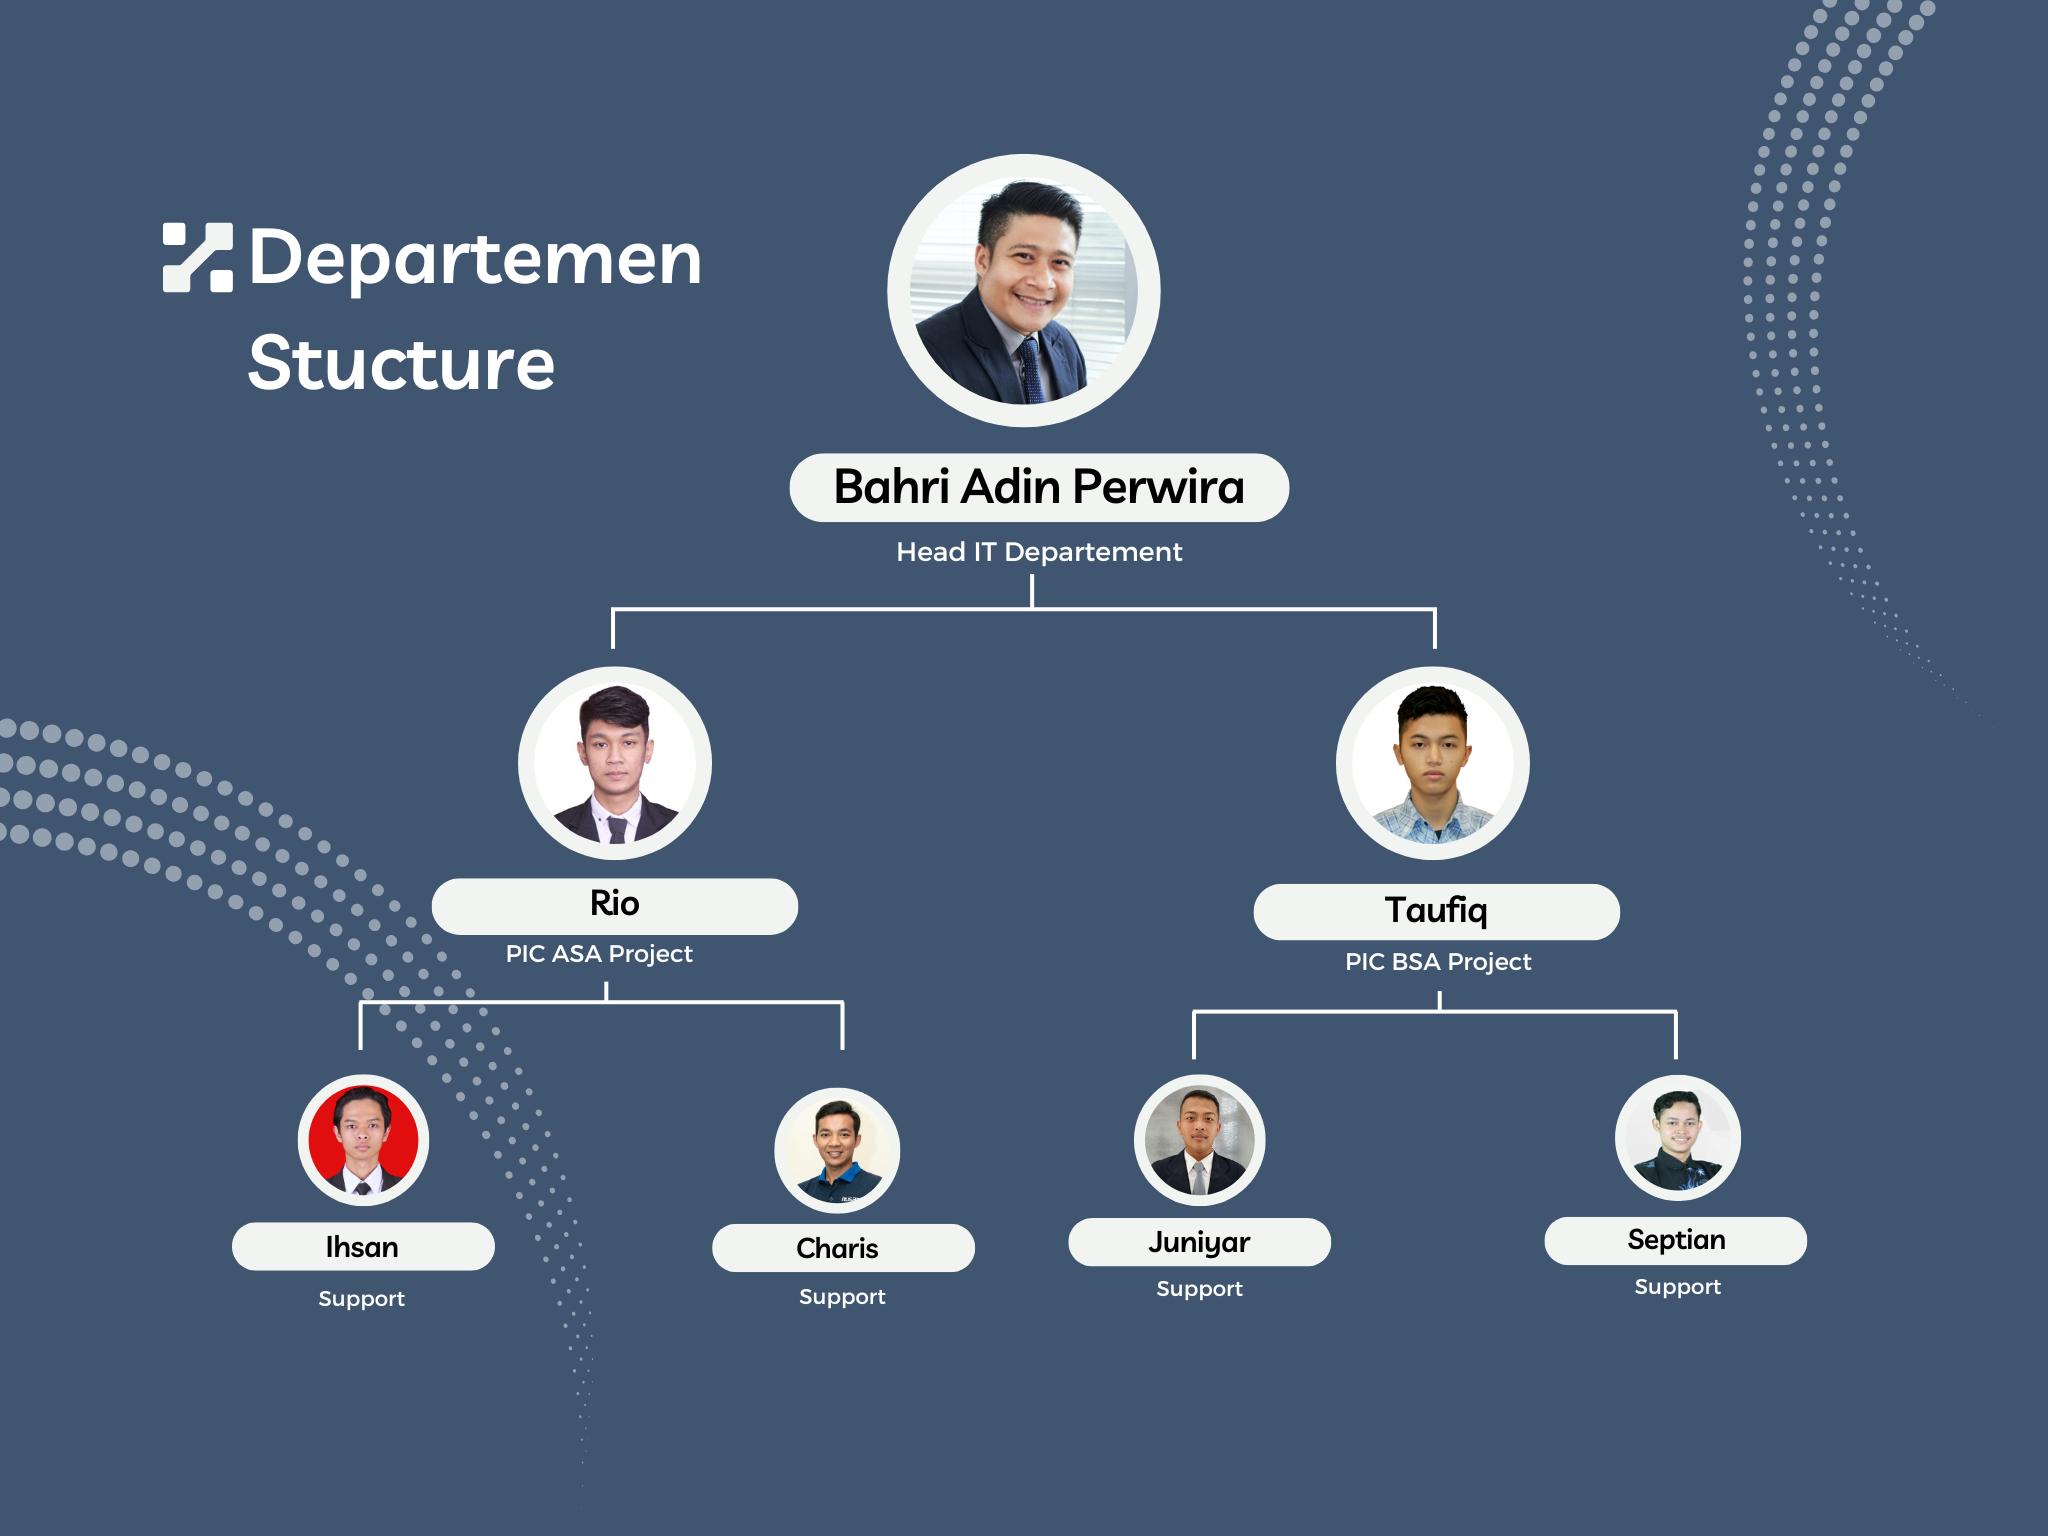 Departemen
Stucture
Bahri Adin Perwira
Head IT Departement
Rio
PIC ASA Project
Taufiq
PIC BSA Project
Ihsan
Support
Charis
Support
Juniyar
Support
Septian
Support